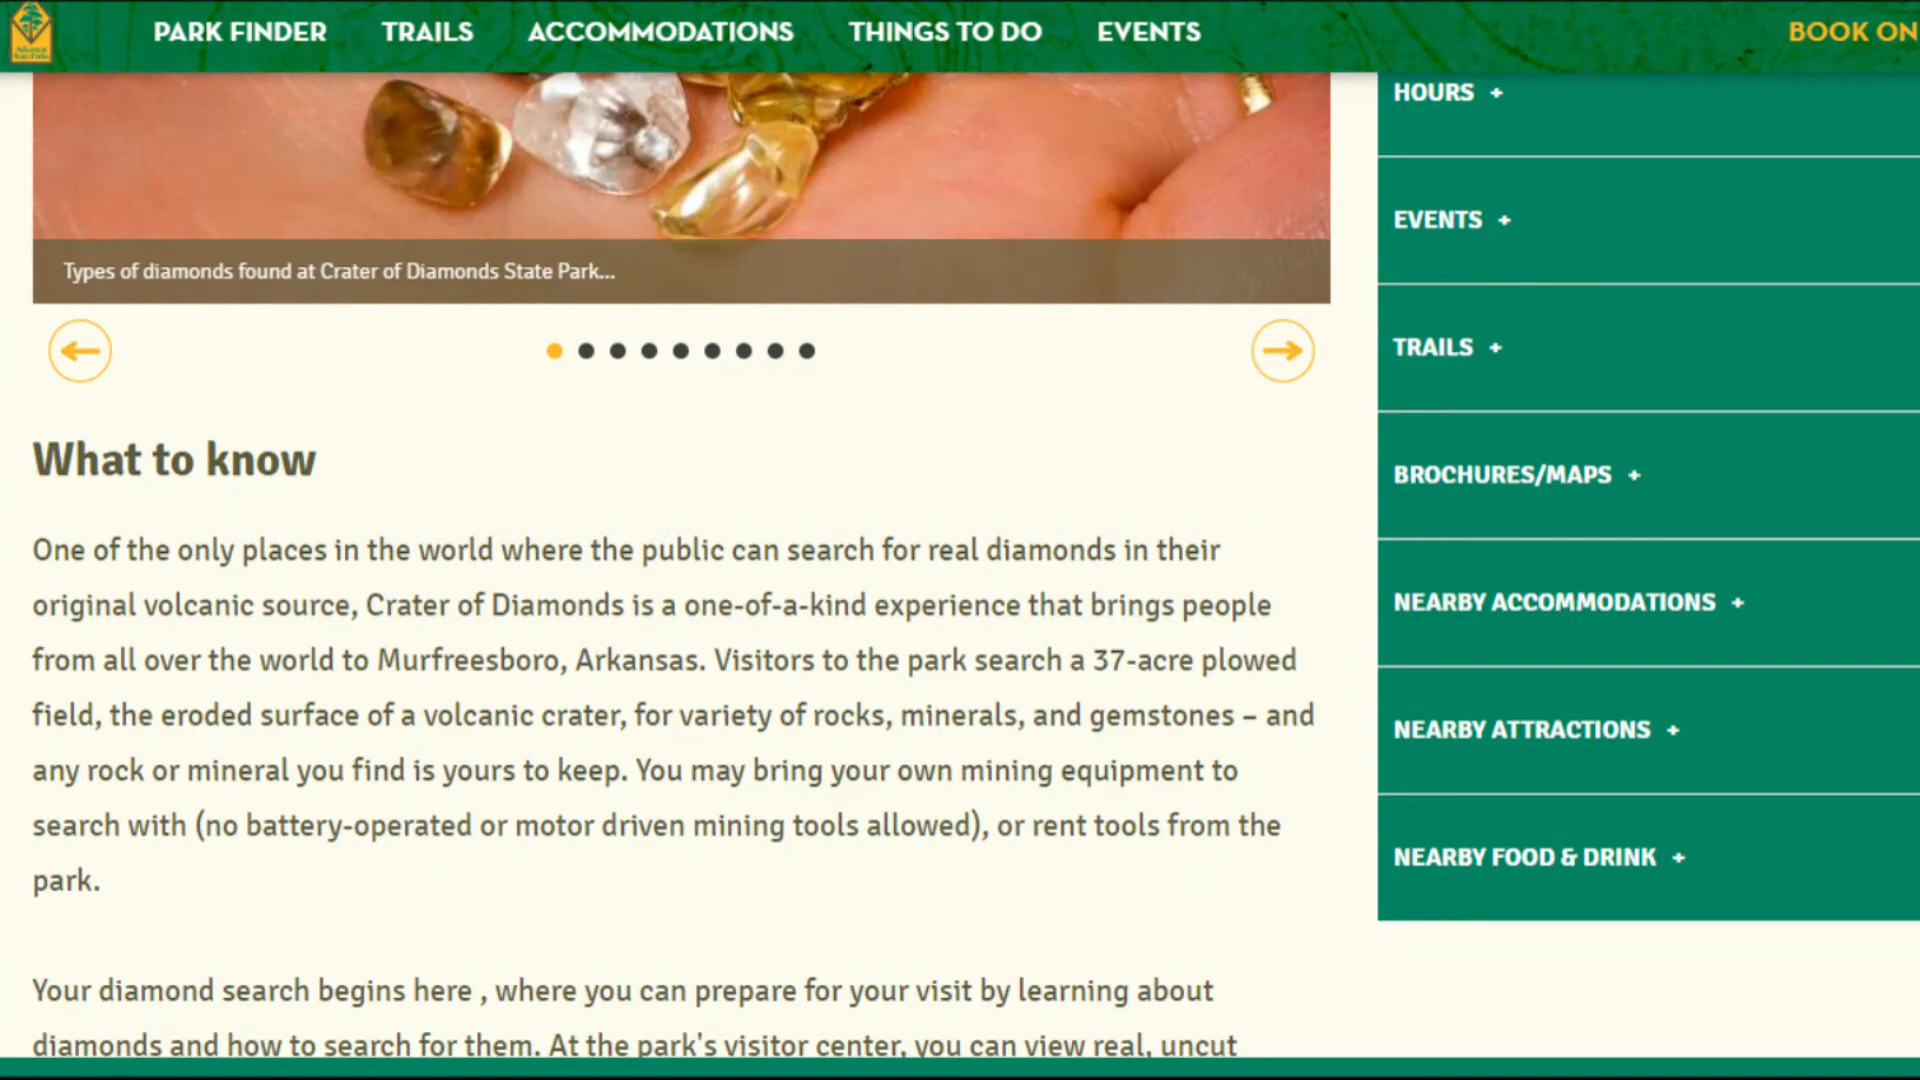 PARK FINDER TRAILS ACCOMMODATIONS THINGS TO DO EVENTS BOOK ON
Arkansas
State Parks
Types of diamonds found at Crater of Diamonds State Park...
What to know
One of the only places in the world where the public can search for real diamonds in their
original volcanic source, Crater of Diamonds is a one-of-a-kind experience that brings people
from all over the world to Murfreesboro, Arkansas. Visitors to the park search a 37-acre plowed
field, the eroded surface of a volcanic crater, for variety of rocks, minerals, and gemstones – and
any rock or mineral you find is yours to keep. You may bring your own mining equipment to
search with (no battery-operated or motor driven mining tools allowed), or rent tools from the
park.
Your diamond search begins here , where you can prepare for your visit by learning about
diamonds and how to search for them. At the park's visitor center, you can view real, uncut
HOURS +
EVENTS +
TRAILS +
BROCHURES/MAPS +
NEARBY ACCOMMODATIONS +
NEARBY ATTRACTIONS +
NEARBY FOOD & DRINK +